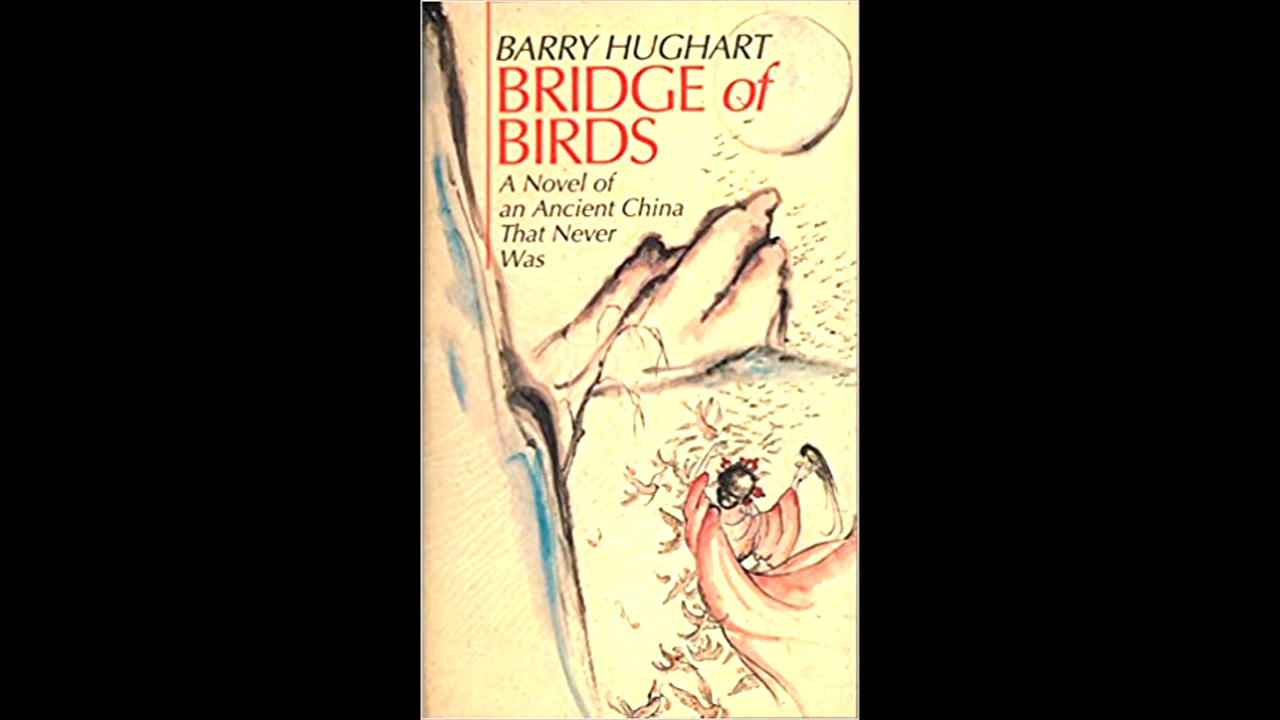 BARRY HUGHART
BRIDGE of
BIRDS
A Novel of
an Ancient China
That Never
Was